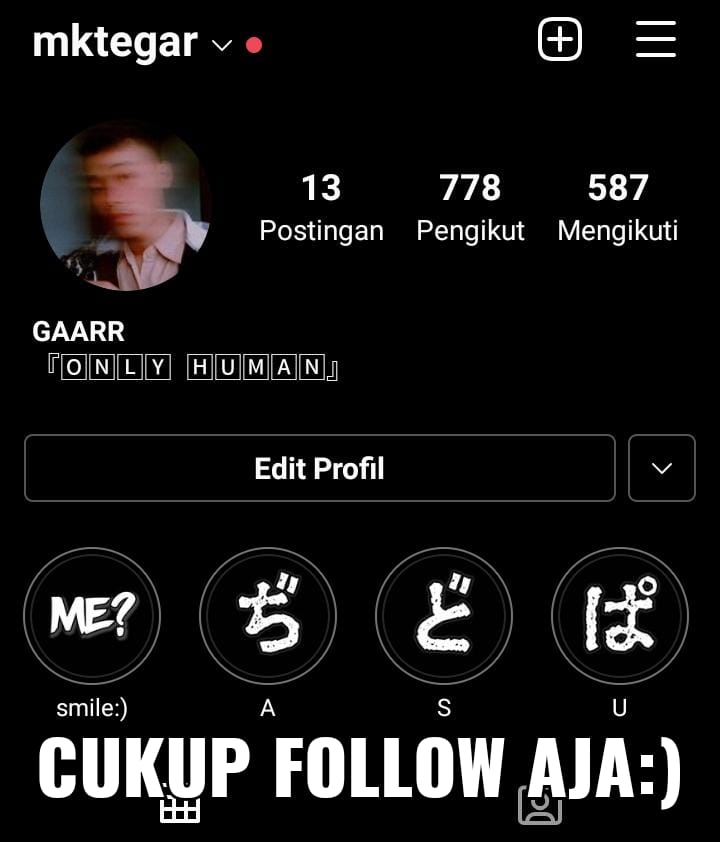 mktegar
13 778 587
Postingan Pengikut Mengikuti
GAARR
『🄾🄽🄻🅈 🄷🅄🄼🄰🄽』
Edit Profil
ME? ぢ ど ぱ
smile:) A S U
CUKUP FOLLOW AJA:)